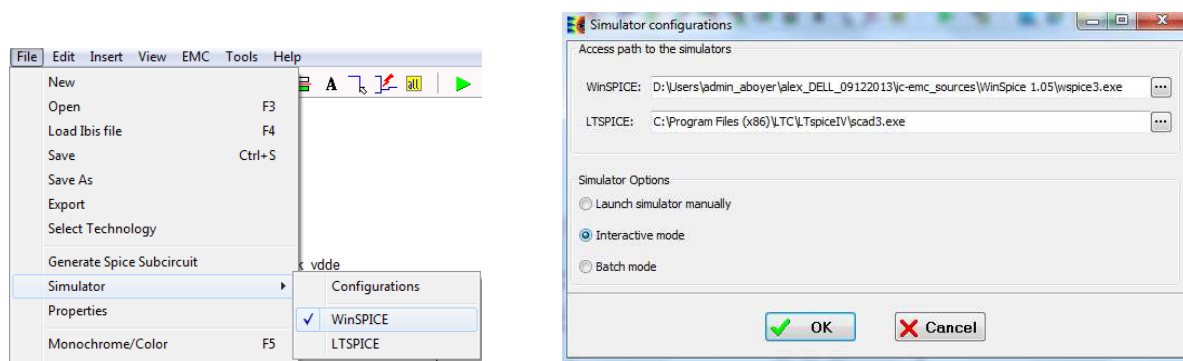 File Edit Insert View EMC Tools Help
A all
New
Open F3
Load Ibis file F4
Save Ctrl+S
Save As
Export
Select Technology
Generate Spice Subcircuit
Simulator
Properties
Monochrome/Color F5
vdde
Configurations
WinSPICE
LTSPICE
Simulator configurations
Access path to the simulators
WinSPICE: D:\Users\admin_aboyer\alex_DELL_09122013\ic-emc_sources\WinSpice 1.05\wspice3.exe ...
LTSPICE: C:\Program Files (x86)\LTC\LTspiceIV\scad3.exe ...
Simulator Options
Launch simulator manually
Interactive mode
Batch mode
OK Cancel